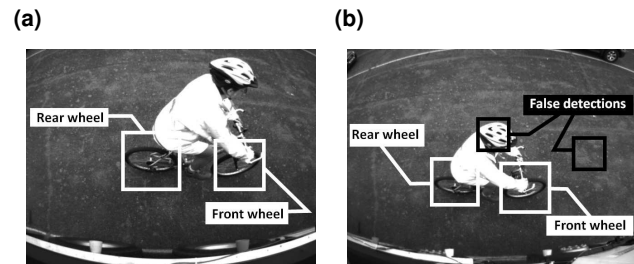 (a)
(b)
Rear wheel
Front wheel
False detections
Rear wheel
Front wheel